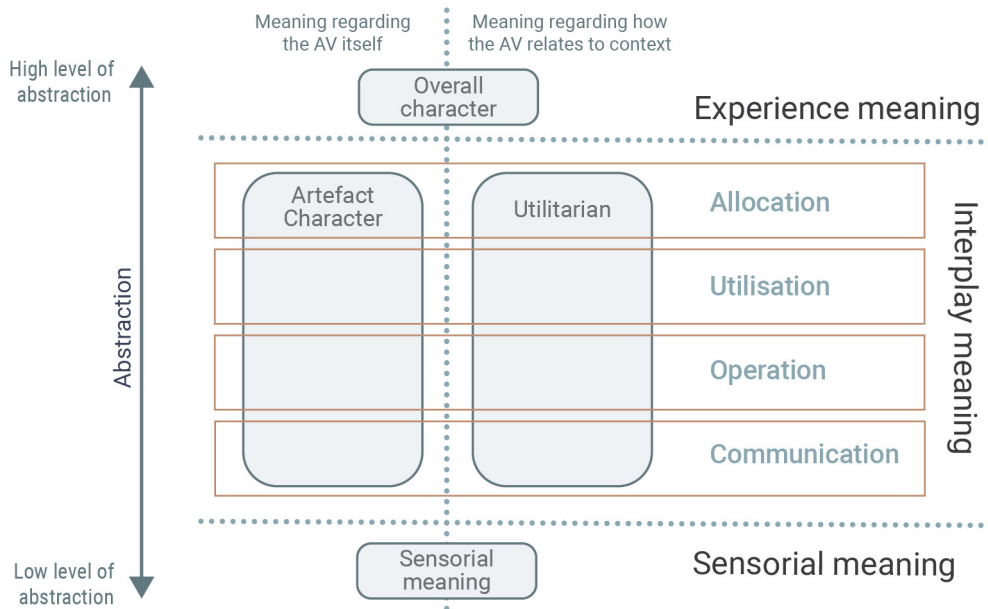 Meaning regarding
the AV itself
Meaning regarding how
the AV relates to context
High level of
abstraction
Overall
character
Experience meaning
Artefact
Character
Utilitarian
Allocation
Utilisation
Operation
Communication
Interplay meaning
Abstraction
Low level of
abstraction
Sensorial
meaning
Sensorial meaning